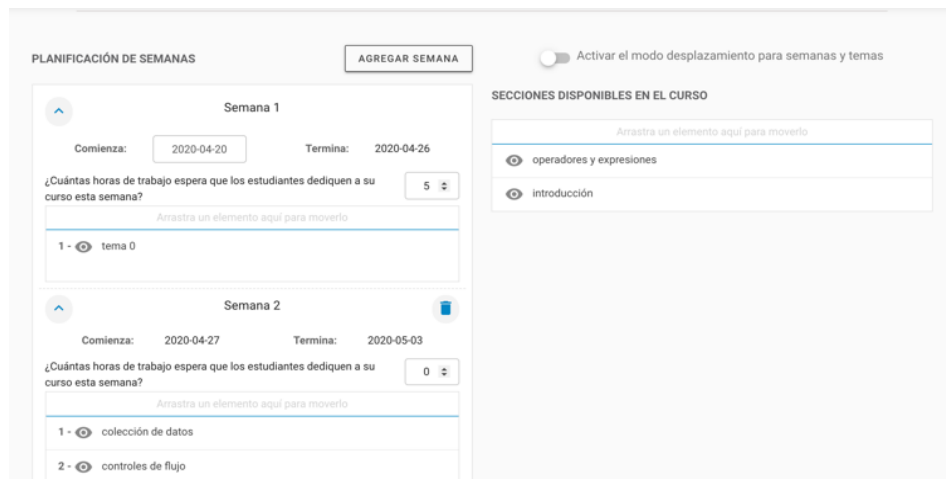 PLANIFICACIÓN DE SEMANAS
AGREGAR SEMANA
Semana 1
Comienza: 2020-04-20 Termina: 2020-04-26
¿Cuántas horas de trabajo espera que los estudiantes dediquen a su
curso esta semana?
5
Arrastra un elemento aquí para moverlo
1 - tema 0
Semana 2
Comienza: 2020-04-27 Termina: 2020-05-03
¿Cuántas horas de trabajo espera que los estudiantes dediquen a su
curso esta semana?
0
Arrastra un elemento aquí para moverlo
1 - colección de datos
2 - controles de flujo
Activar el modo desplazamiento para semanas y temas
SECCIONES DISPONIBLES EN EL CURSO
Arrastra un elemento aquí para moverlo
operadores y expresiones
introducción